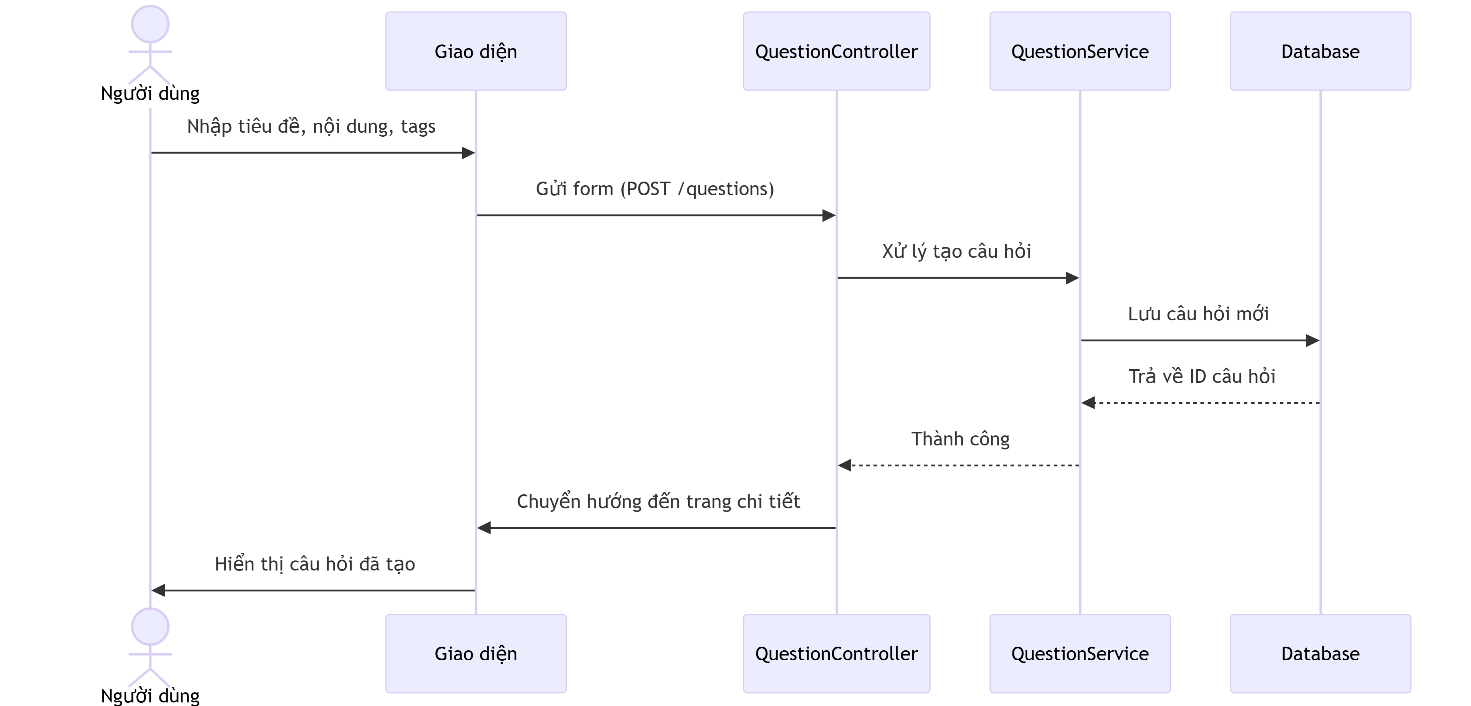 Giao diện
QuestionController
QuestionService
Database
Người dùng
Nhập tiêu đề, nội dung, tags
Gửi form (POST /questions)
Xử lý tạo câu hỏi
Lưu câu hỏi mới
Trả về ID câu hỏi
Thành công
Chuyển hướng đến trang chi tiết
Hiển thị câu hỏi đã tạo
Giao diện
QuestionController
QuestionService
Database
Người dùng